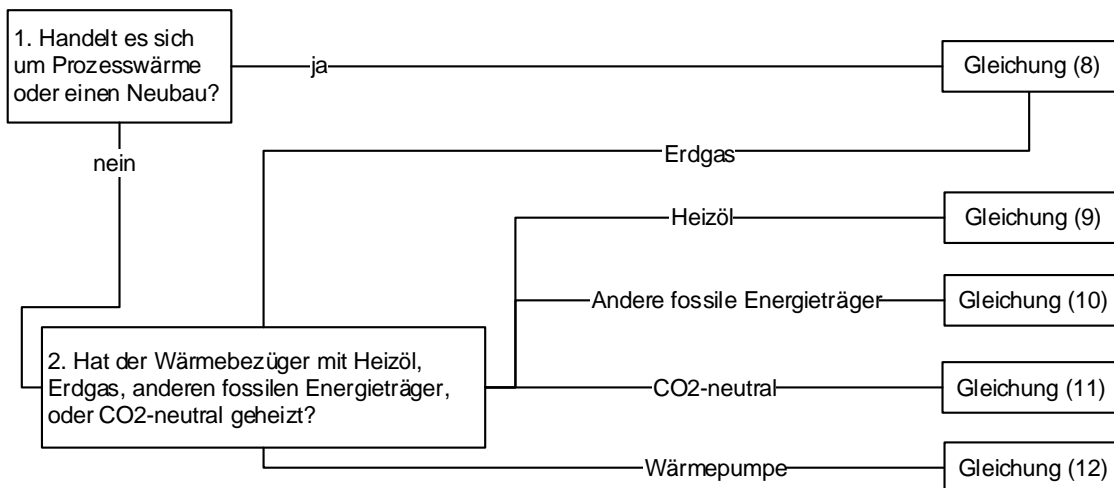 1. Handelt es sich
um Prozesswärme
oder einen Neubau?
ja
Gleichung (8)
nein
Erdgas
Heizöl
Gleichung (9)
Andere fossile Energieträger
Gleichung (10)
2. Hat der Wärmebezüger mit Heizöl,
Erdgas, anderen fossilen Energieträger,
oder CO2-neutral geheizt?
CO2-neutral
Gleichung (11)
Wärmepumpe
Gleichung (12)